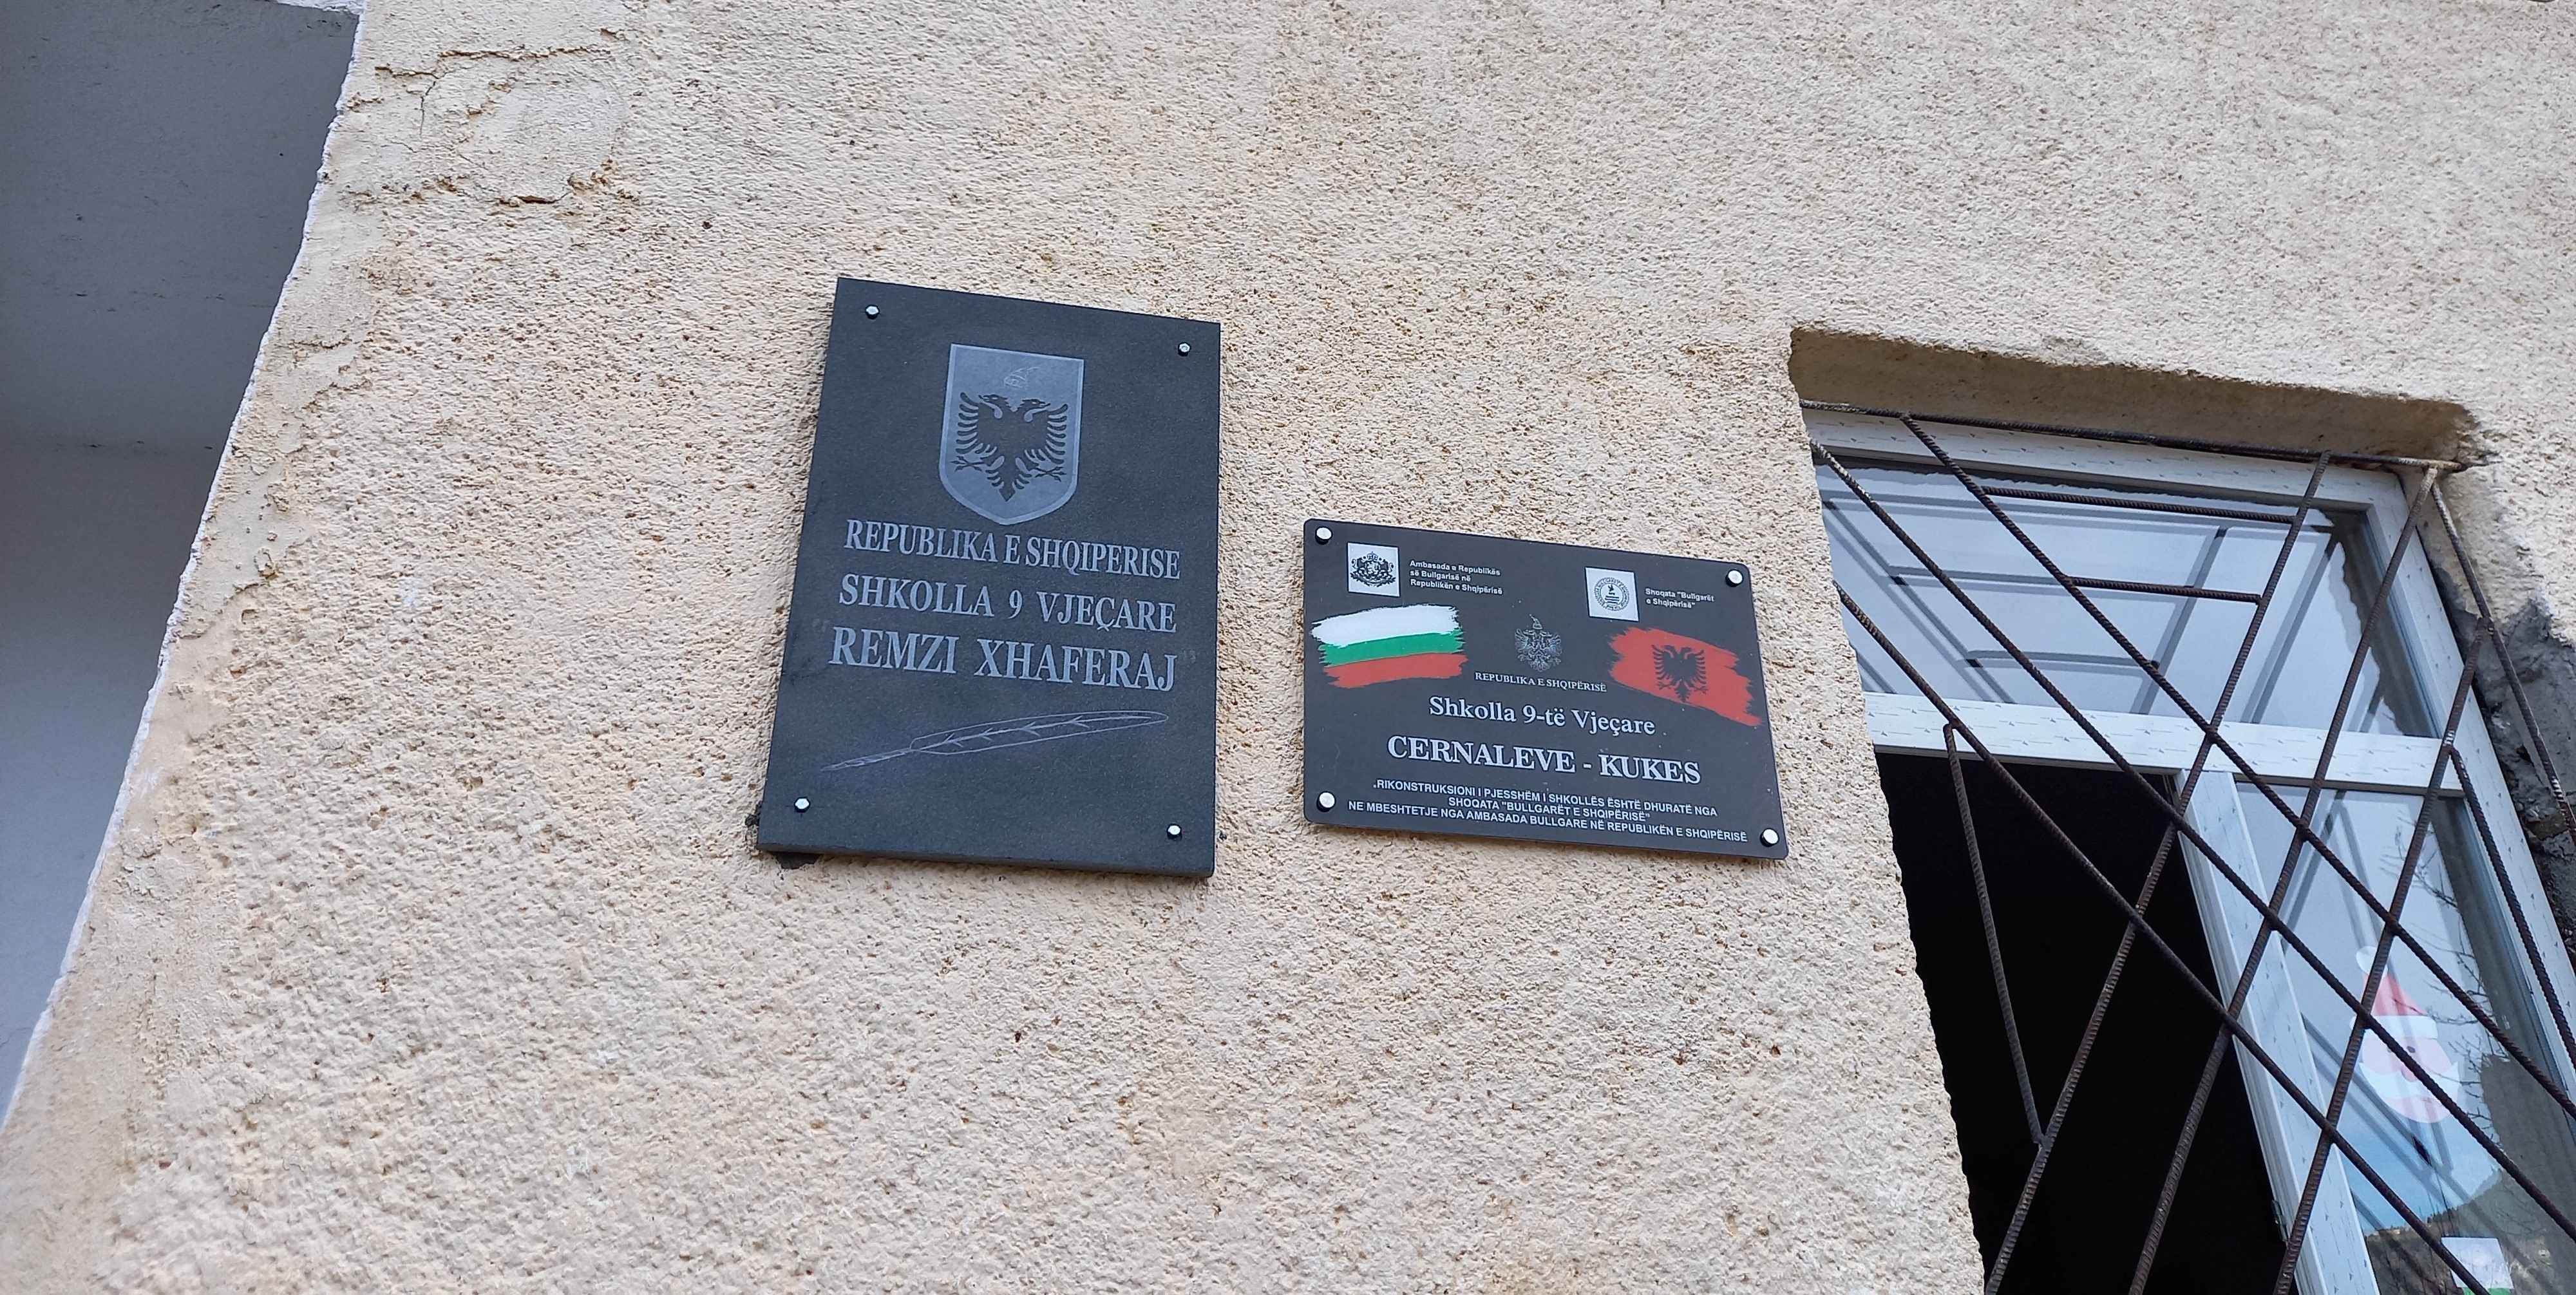 REPUBLIKA E SHQIPERISE
SHKOLLA 9 VJEÇARE
"REMZI XHAFERAJ"
Ambasada e Republikës
së Bullgarisë në
Republikën e Shqipërisë
Shoqata "Bullgarët
e Shqipërisë"
REPUBLIKA E SHQIPËRISË
Shkolla 9-të Vjeçare
CERNALEVE - KUKES
.RIKONSTRUKSIONI I PJESSHËM I SHKOLLËS ËSHTË DHURATË NGA
SHOQATA "BULLGARËT E SHQIPËRISË"
NE MBESHTETJE NGA AMBASADA BULLGARE NË REPUBLIKËN E SHQIPËRISË